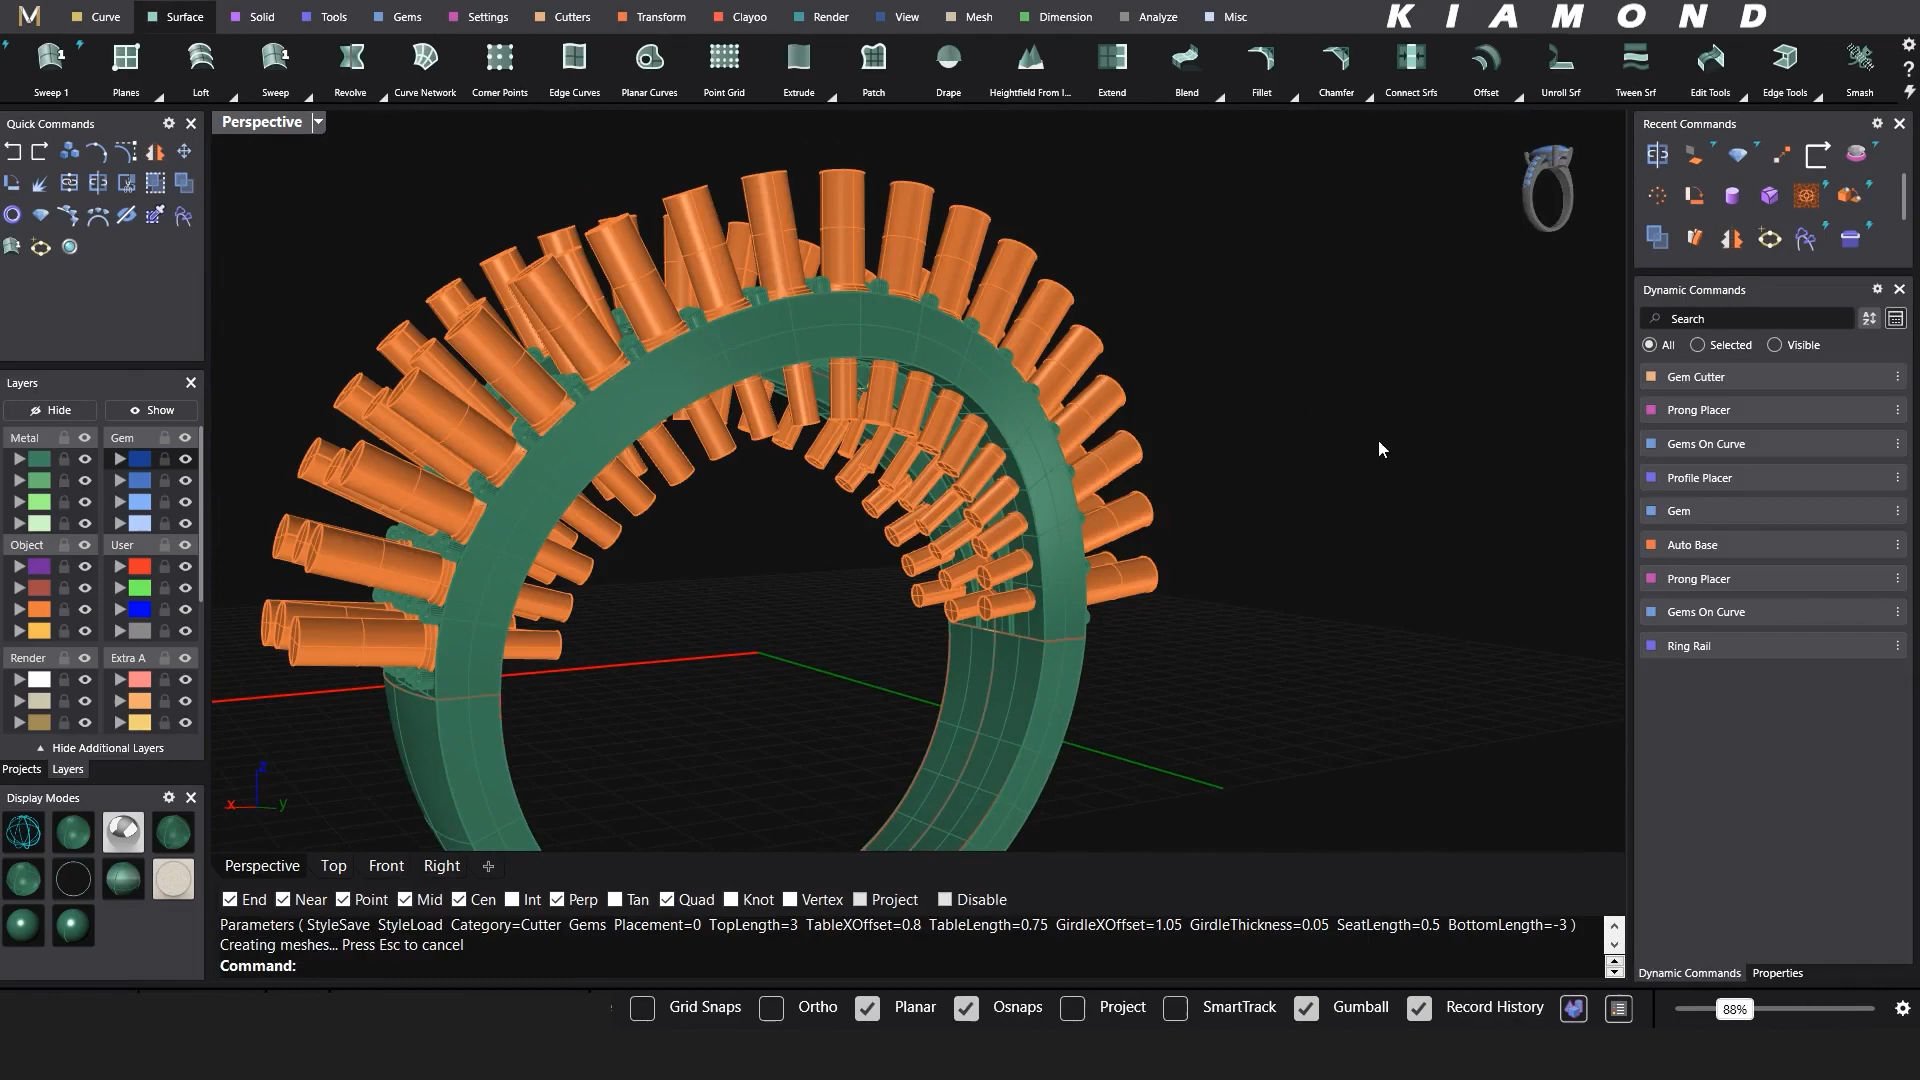 Curve Surface Solid Tools Gems Settings Cutters Transform Clayoo Render View Mesh Dimension Analyze Misc KIAMOND
Sweep 1 Planes Loft Sweep Revolve Curve Network Corner Points Edge Curves Planar Curves Point Grid Extrude Patch Drape Heightfield From I... Extend Blend Fillet Chamfer Connect Srfs Offset Unroll Srf Tween Srf Edit Tools Edge Tools Smash
Quick Commands
Perspective
Recent Commands
Dynamic Commands
Search
All Selected Visible
Gem Cutter
Prong Placer
Gems On Curve
Profile Placer
Gem
Auto Base
Prong Placer
Gems On Curve
Ring Rail
Layers
Hide Show
Metal Gem
Object User
Render Extra A
Hide Additional Layers
Projects Layers
Display Modes
z
x y
Perspective Top Front Right
End Near Point Mid Cen Int Perp Tan Quad Knot Vertex Project Disable
Parameters ( StyleSave StyleLoad Category=Cutter Gems Placement=0 TopLength=3 TableXOffset=0.8 TableLength=0.75 GirdleXOffset=1.05 GirdleThickness=0.05 SeatLength=0.5 BottomLength=-3 )
Creating meshes... Press Esc to cancel
Command:
Dynamic Commands Properties
Grid Snaps Ortho Planar Osnaps Project SmartTrack Gumball Record History 88%